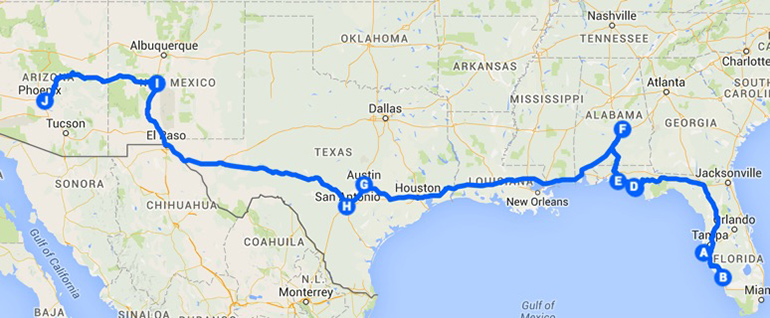 Nashville
Albuquerque
OKLAHOMA
TENNESSEE
Charlotte
ARIZONA
I
MEXICO
ARKANSAS
Atlanta
SOUTH
CAROLINA
Phoenix
J
MISSISSIPPI
ALABAMA
Dallas
F
GEORGIA
Tucson
El Paso
TEXAS
Austin
G
Houston
LOUISIANA
Jacksonville
SONORA
E
D
San Antonio
H
New Orleans
CHIHUAHUA
Orlando
Tampa
COAHUILA
A
FLORIDA
Gulf of
California
B
N.L.
Monterrey
Miami
Gulf of
Mexico
BAJA
SINALOA
DURANGO